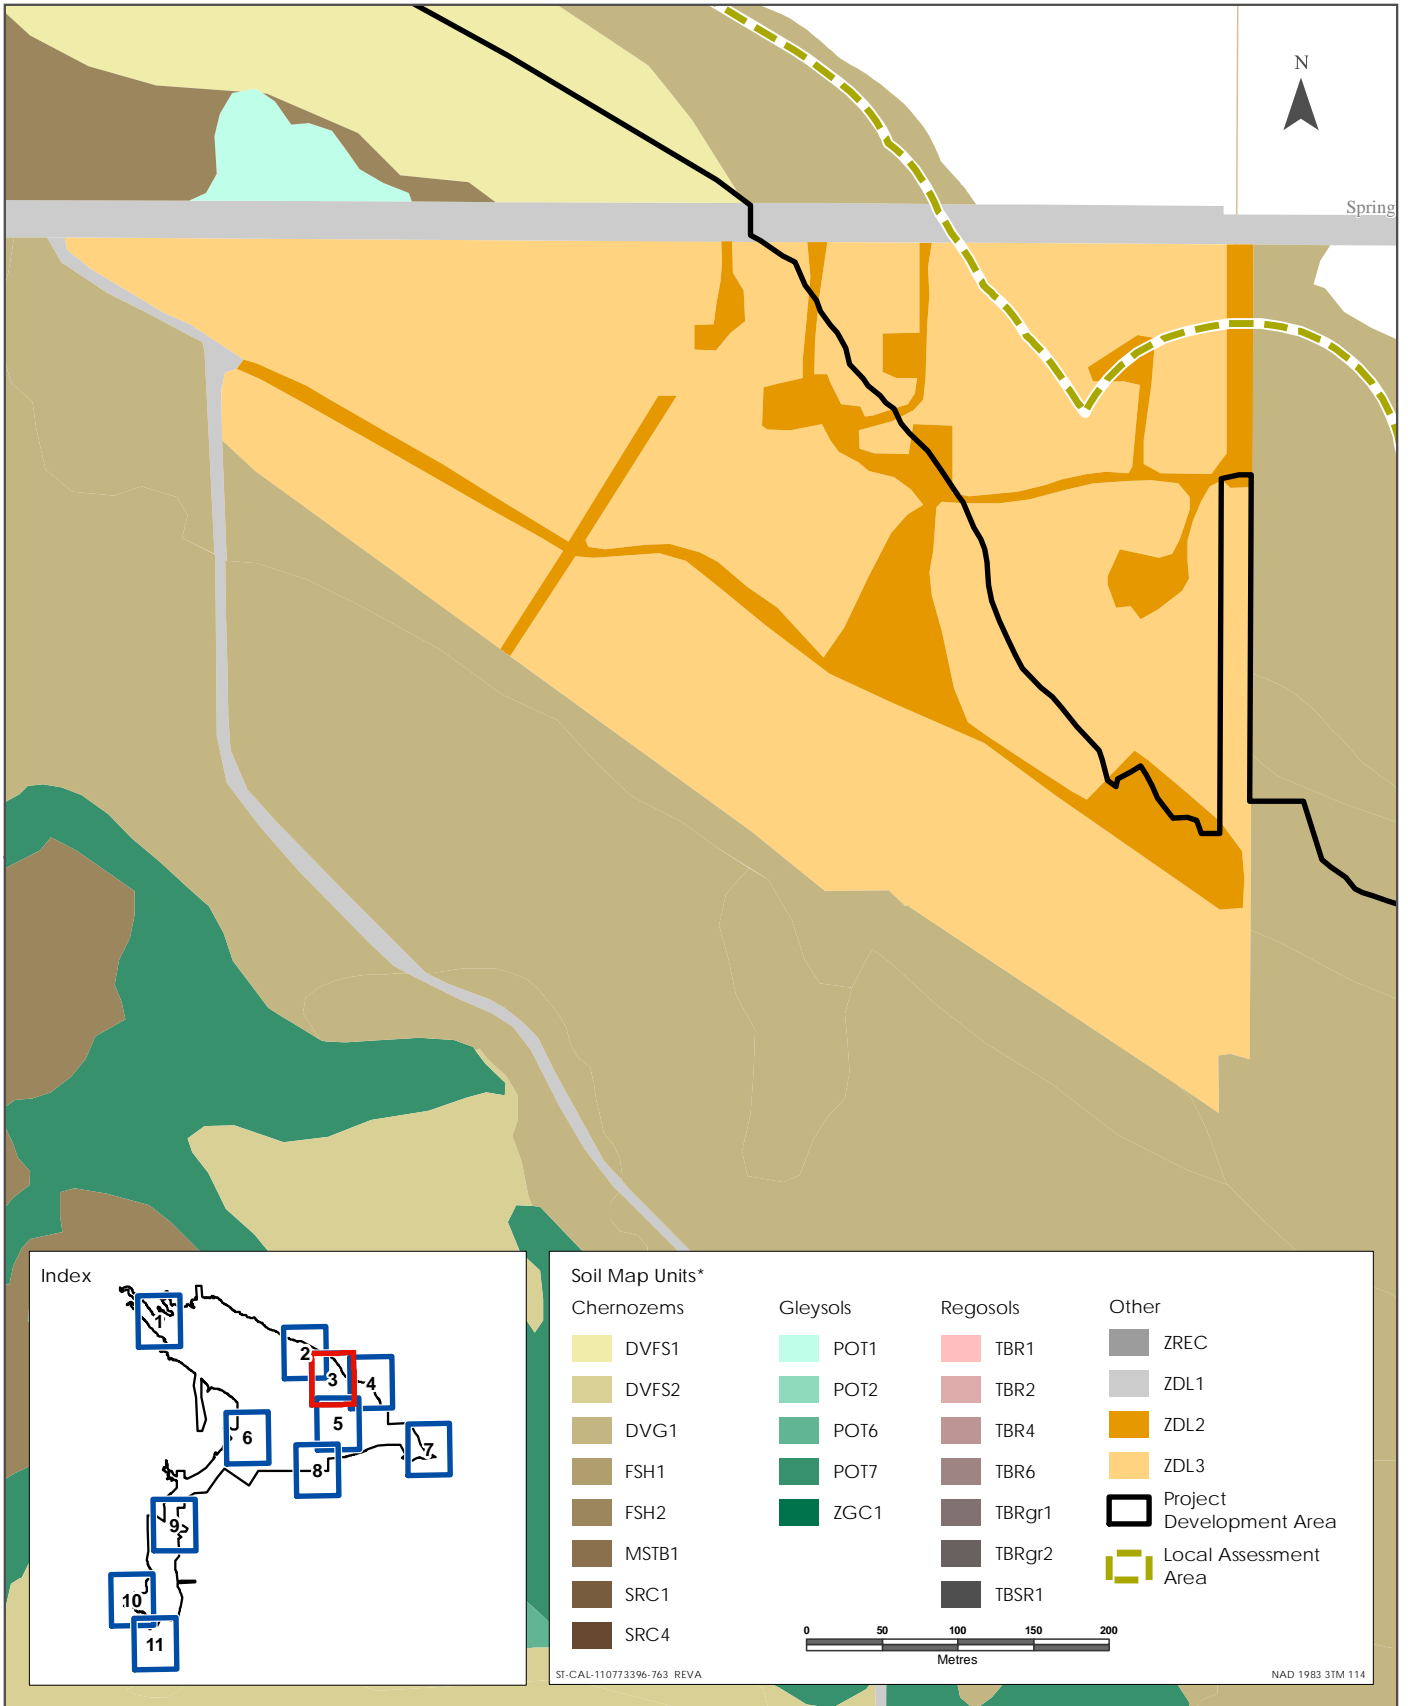 N
Spring
Index
1
2
3
4
5
6
7
8
9
10
11
Soil Map Units*
Chernozems
DVFS1
DVFS2
DVG1
FSH1
FSH2
MSTB1
SRC1
SRC4
Gleysols
POT1
POT2
POT6
POT7
ZGC1
Regosols
TBR1
TBR2
TBR4
TBR6
TBRgr1
TBRgr2
TBSR1
Other
ZREC
ZDL1
ZDL2
ZDL3
Project
Development Area
Local Assessment
Area
0 50 100 150 200
Metres
ST-CAL-110773396-763 REVA
NAD 1983 3TM 114